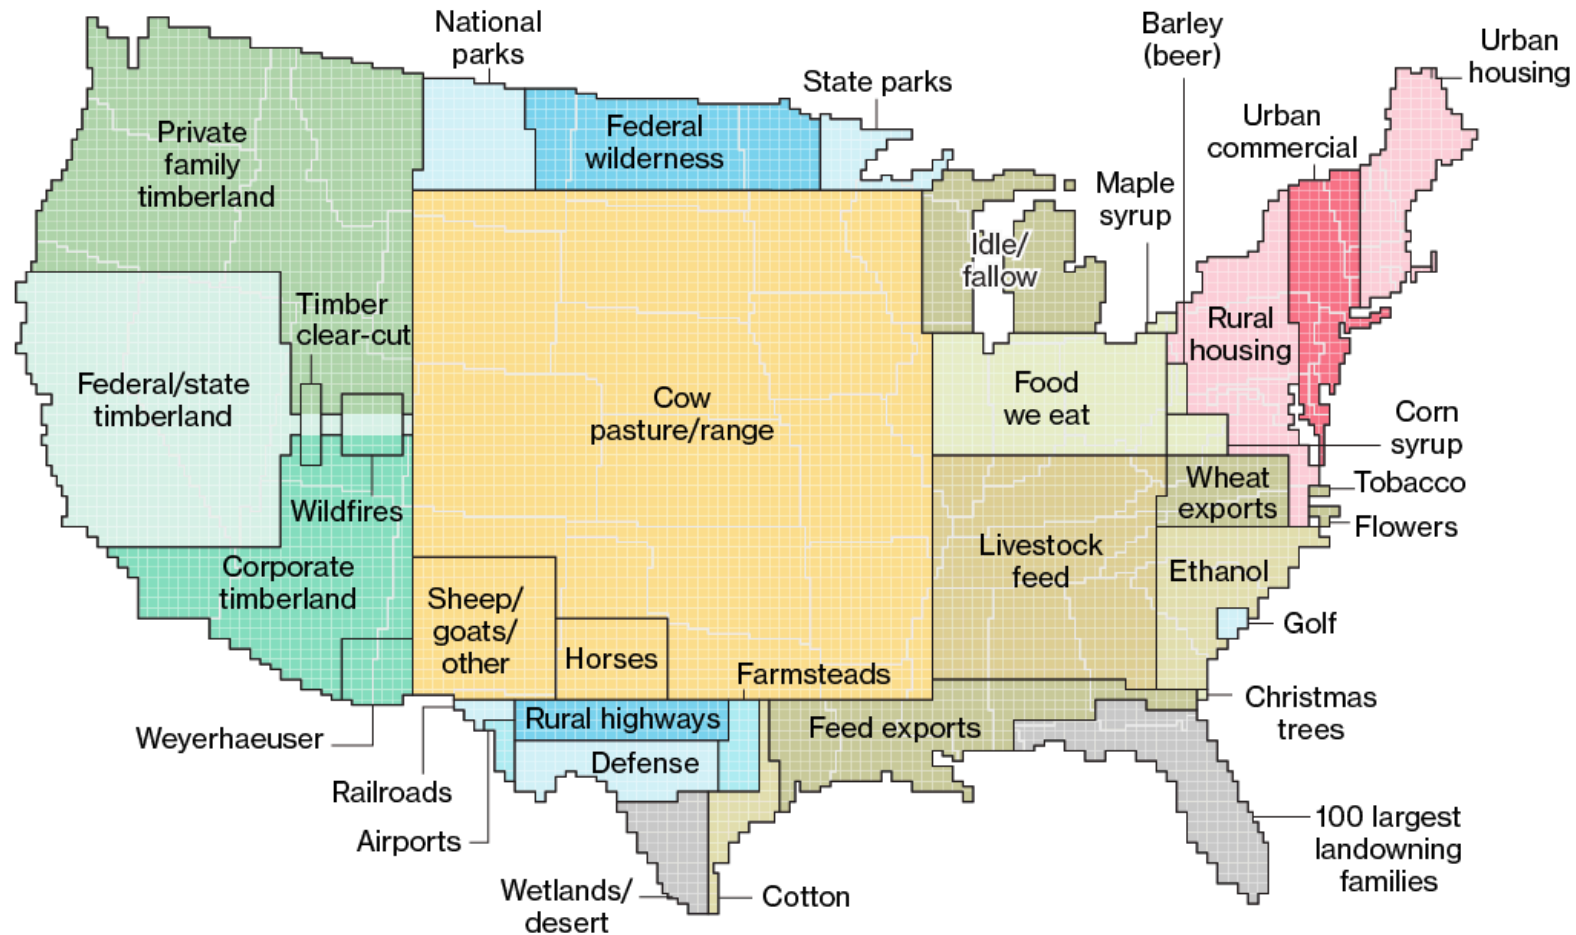 National
parks
Barley
(beer)
Urban
housing
State parks
Urban
commercial
Private
family
timberland
Federal
wilderness
Maple
syrup
Idle/
fallow
Timber
clear-cut
Rural
housing
Federal/state
timberland
Cow
pasture/range
Food
we eat
Corn
syrup
Wildfires
Wheat
exports
Tobacco
Flowers
Livestock
feed
Ethanol
Corporate
timberland
Sheep/
goats/
other
Horses
Golf
Farmsteads
Christmas
trees
Weyerhaeuser
Rural highways
Feed exports
Defense
Railroads
Airports
100 largest
landowning
families
Wetlands/
desert
Cotton